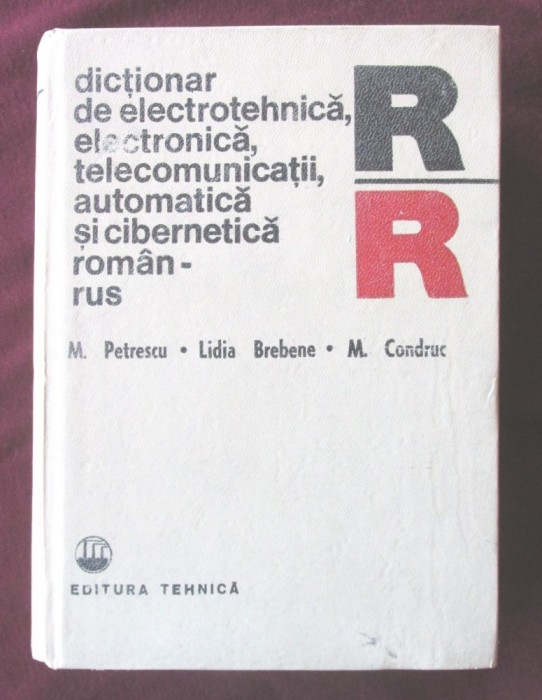 dicționar
de electrotehnică,
electronică,
telecomunicații,
automatică
și cibernetică
român-
rus
R
R
M. Petrescu • Lidia Brebene • M. Condruc
EDITURA TEHNICĂ